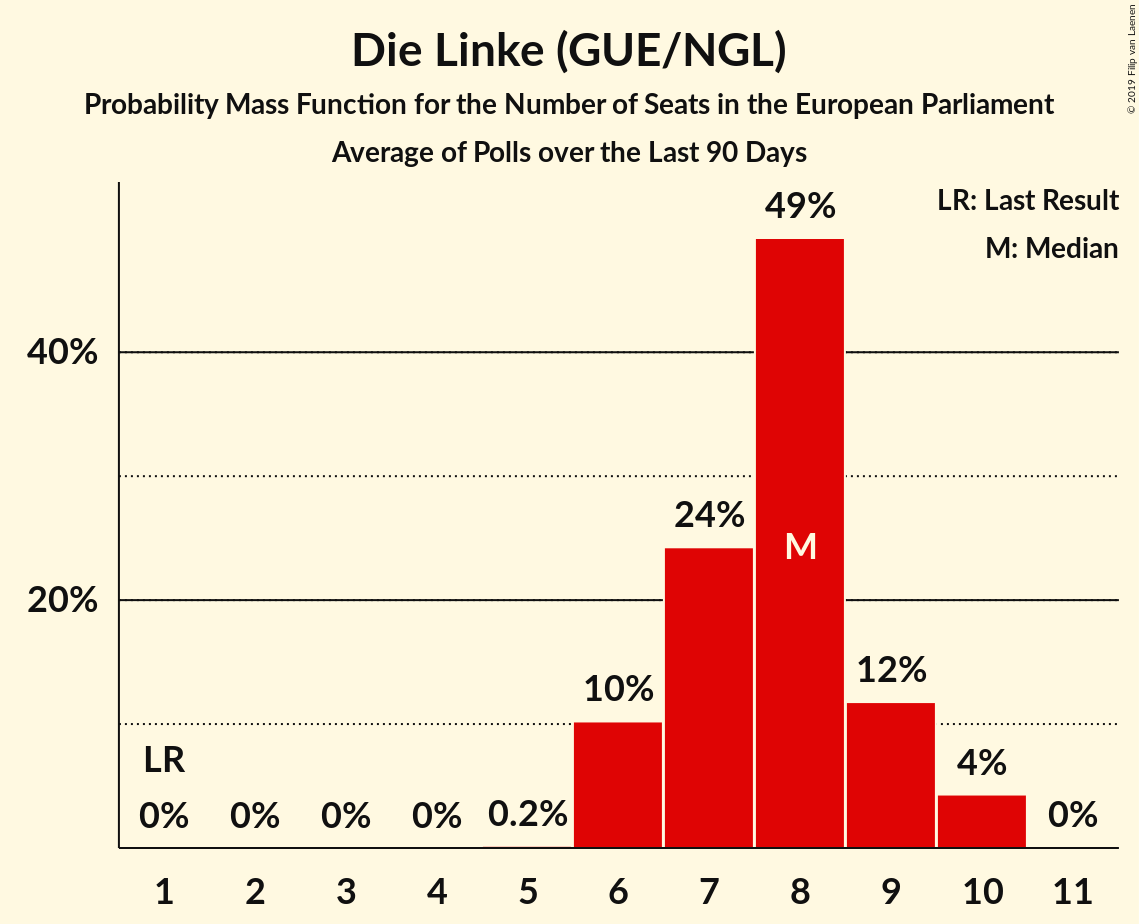 Die Linke (GUE/NGL)
Probability Mass Function for the Number of Seats in the European Parliament
Average of Polls over the Last 90 Days
© 2019 Filip van Laenen
LR: Last Result
M: Median
49%
40%
24%
M
20%
12%
10%
LR
4%
0% 0% 0% 0% 0.2% 0%
1 2 3 4 5 6 7 8 9 10 11